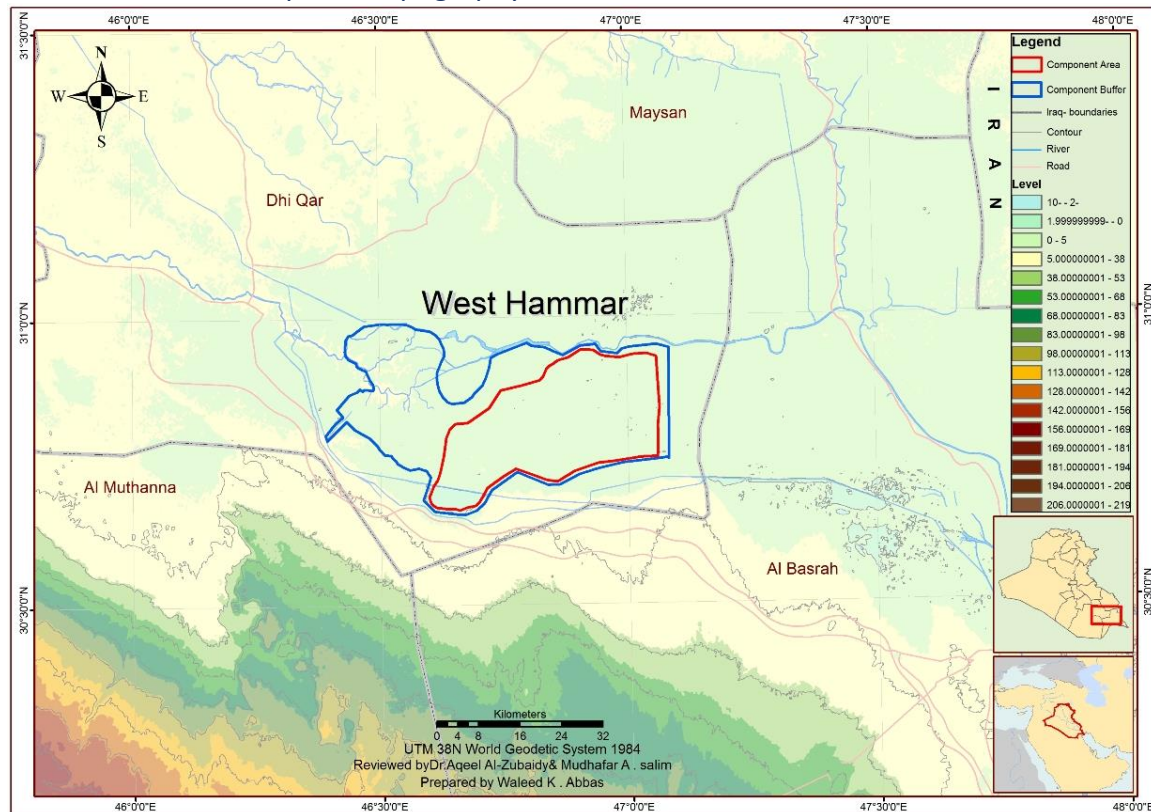 46°0'0"E 46°30'0"E 47°0'0"E 47°30'0"E 48°0'0"E
31°30'0"N
31°0'0"N
30°30'0"N
31°0'0"N
30°30'0"N
N
W E
S
Maysan
Dhi Qar
West Hammar
Al Muthanna
Al Basrah
I R A N
Legend
Component Area
Component Buffer
Iraq- boundaries
Contour
River
Road
Level
10- - 2-
1.999999999- - 0
0 - 5
5.000000001 - 38
38.00000001 - 53
53.00000001 - 68
68.00000001 - 83
83.00000001 - 98
98.00000001 - 113
113.0000001 - 128
128.0000001 - 142
142.0000001 - 156
156.0000001 - 169
169.0000001 - 181
181.0000001 - 194
194.0000001 - 206
206.0000001 - 219
Kilometers
0 4 8 16 24 32
UTM 38N World Geodetic System 1984
Reviewed byDr.Aqeel Al-Zubaidy& Mudhafar A . salim
Prepared by Waleed K . Abbas
46°0'0"E 46°30'0"E 47°0'0"E 47°30'0"E 48°0'0"E